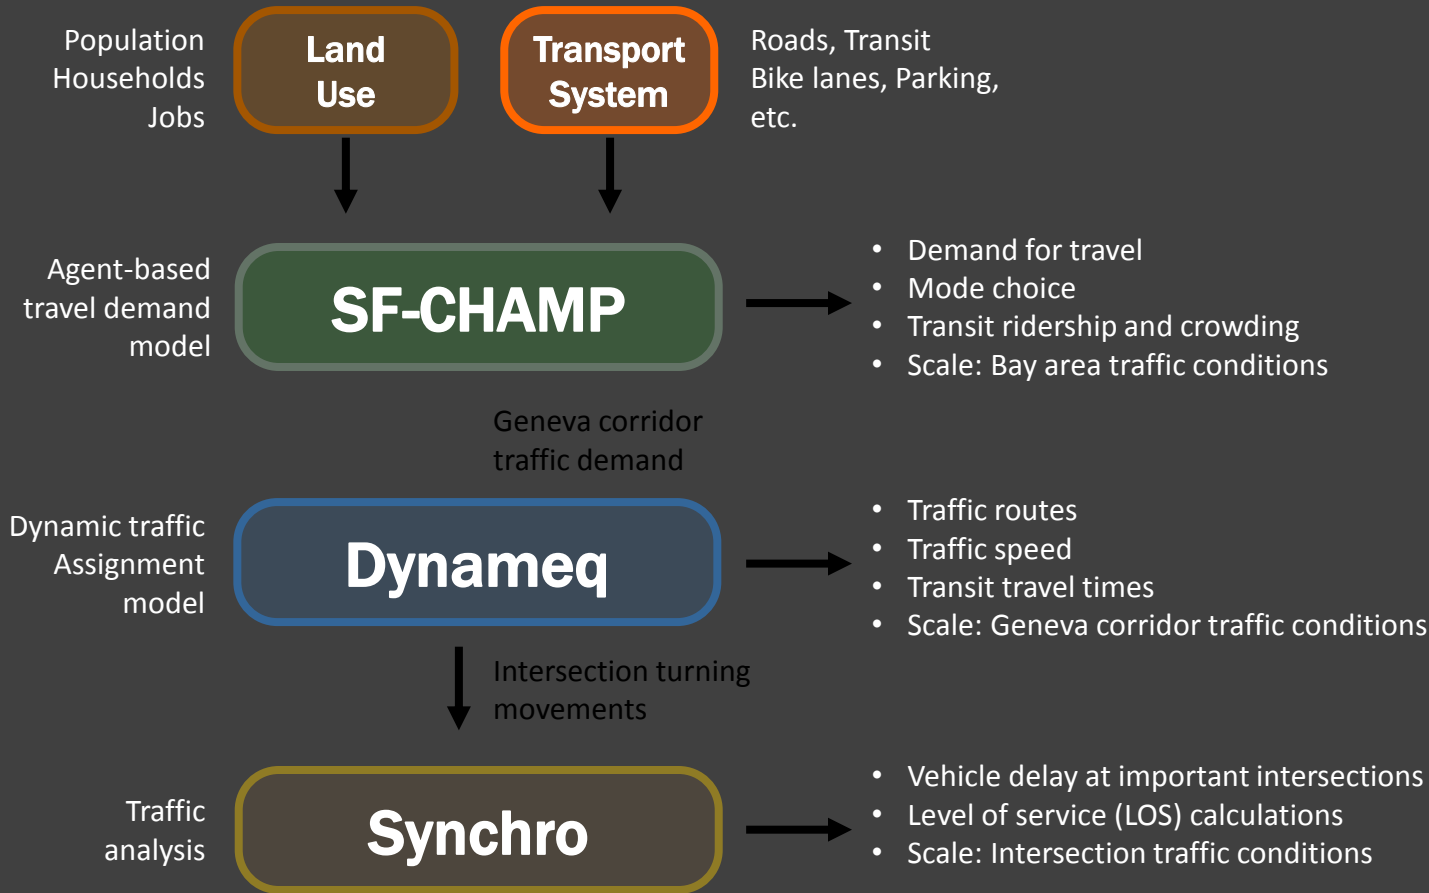 Population
Households
Jobs
Land
Use
Transport
System
Roads, Transit
Bike lanes, Parking,
etc.
Agent-based
travel demand
model
SF-CHAMP
• Demand for travel
• Mode choice
• Transit ridership and crowding
• Scale: Bay area traffic conditions
Geneva corridor
traffic demand
Dynamic traffic
Assignment
model
Dynameq
• Traffic routes
• Traffic speed
• Transit travel times
• Scale: Geneva corridor traffic conditions
Intersection turning
movements
Traffic
analysis
Synchro
• Vehicle delay at important intersections
• Level of service (LOS) calculations
• Scale: Intersection traffic conditions